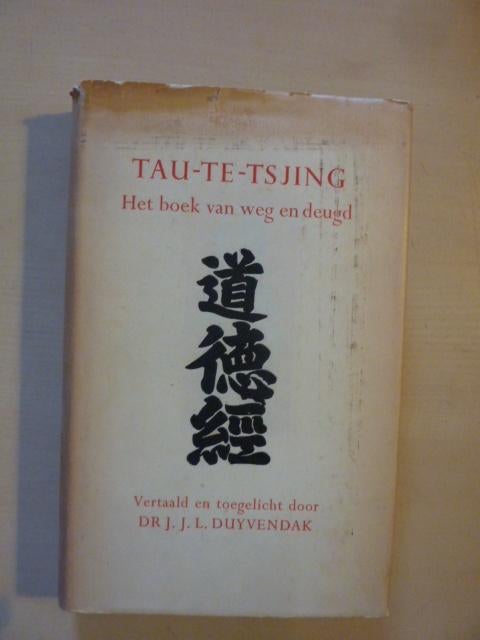 TAU-TE-TSJING
Het boek van weg en deugd
道
德
經
Vertaald en toegelicht door
DR J. J. L. DUYVENDAK